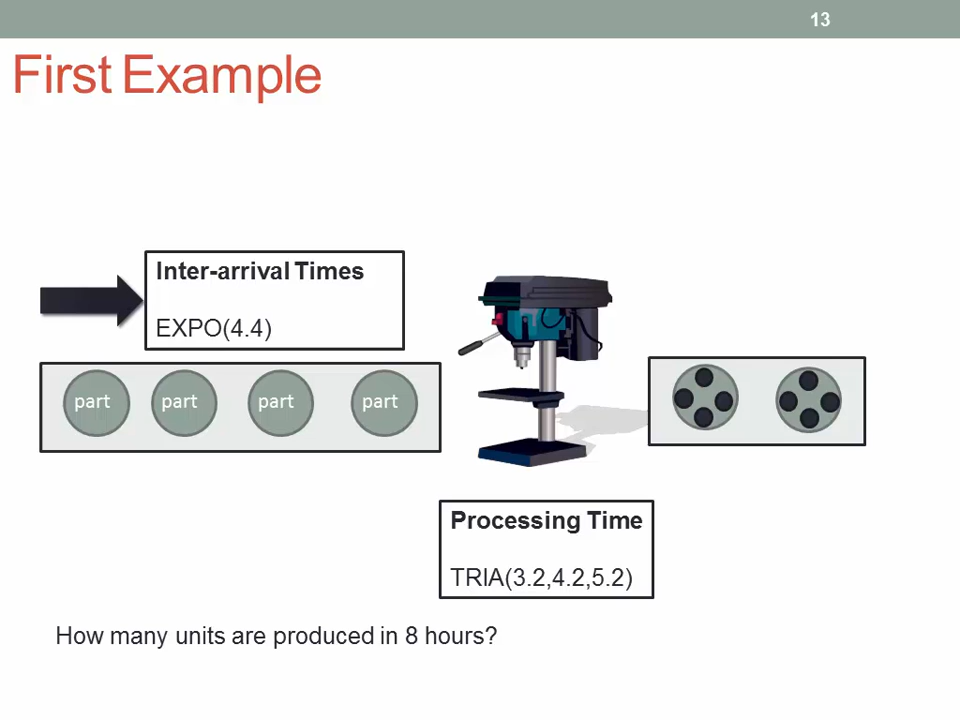 13
First Example
Inter-arrival Times
EXPO(4.4)
part part part part
Processing Time
TRIA(3.2,4.2,5.2)
How many units are produced in 8 hours?